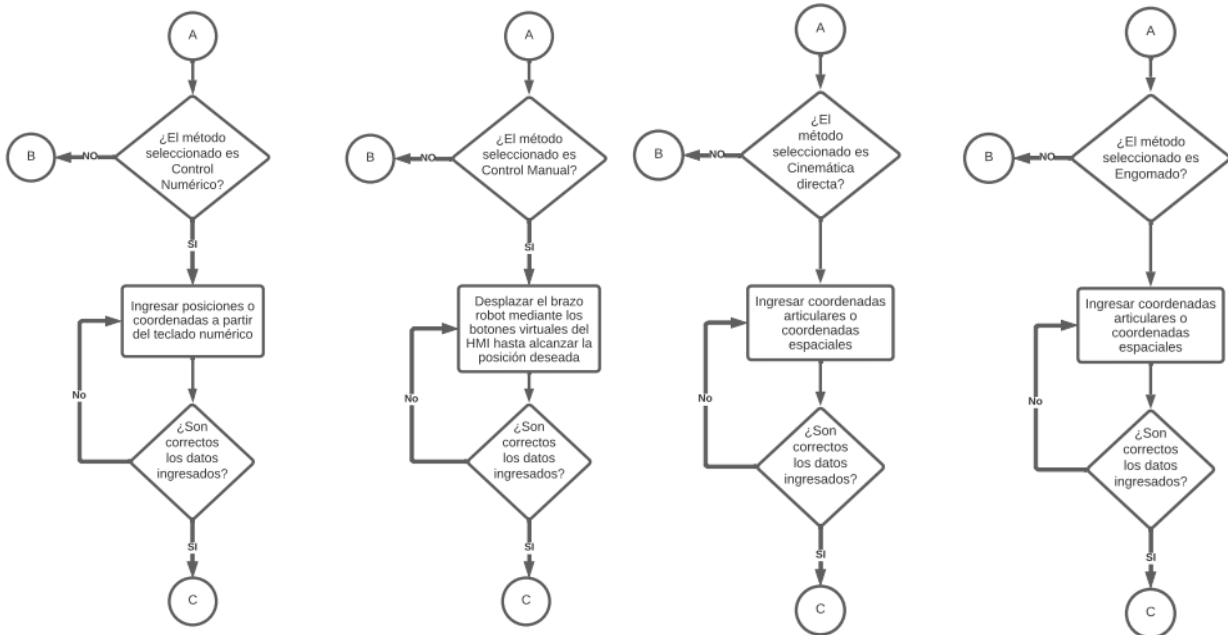 A
¿El método
seleccionado es
Control
Numérico?
NO
B
SI
Ingresar posiciones o
coordenadas a partir
del teclado numérico
No
¿Son
correctos
los datos
ingresados?
SI
C
A
¿El método
seleccionado es
Control Manual?
NO
B
SI
Desplazar el brazo
robot mediante los
botones virtuales del
HMI hasta alcanzar la
posición deseada
No
¿Son
correctos
los datos
ingresados?
SI
C
A
¿El
método
seleccionado es
Cinemática
directa?
NO
B
Ingresar coordenadas
articulares o
coordenadas
espaciales
No
¿Son
correctos
los datos
ingresados?
SI
C
A
¿El método
seleccionado es
Engomado?
NO
B
Ingresar coordenadas
articulares o
coordenadas
espaciales
No
¿Son
correctos
los datos
ingresados?
SI
C